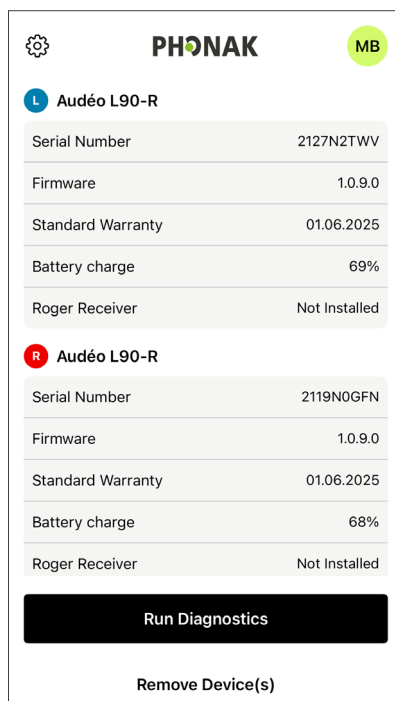 PHONAK
MB
L Audéo L90-R
Serial Number 2127N2TWV
Firmware 1.0.9.0
Standard Warranty 01.06.2025
Battery charge 69%
Roger Receiver Not Installed
R Audéo L90-R
Serial Number 2119N0GFN
Firmware 1.0.9.0
Standard Warranty 01.06.2025
Battery charge 68%
Roger Receiver Not Installed
Run Diagnostics
Remove Device(s)